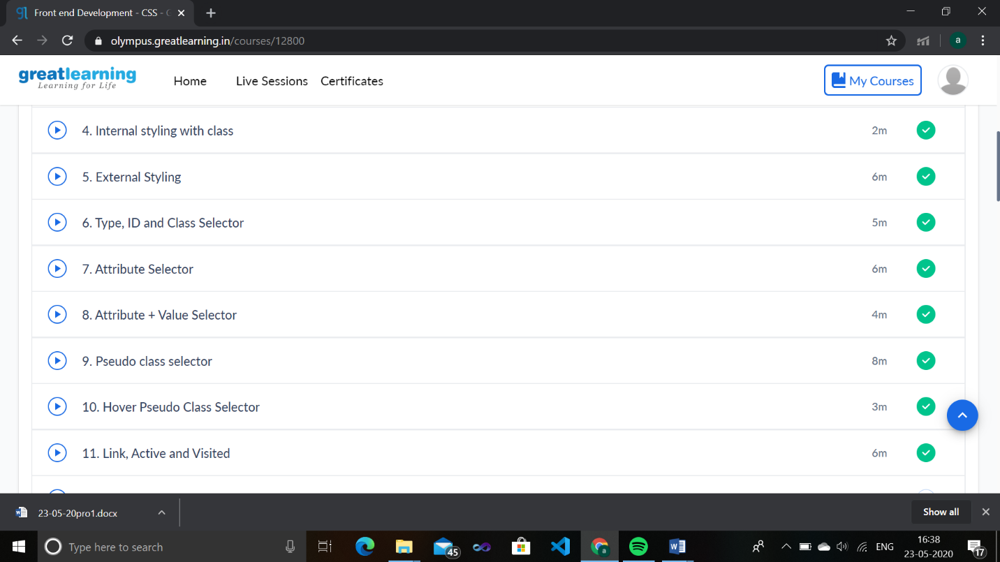 Front end Development - CSS -
olympus.greatlearning.in/courses/12800
a
greatlearning
Learning for Life
Home Live Sessions Certificates
My Courses
4. Internal styling with class 2m
5. External Styling 6m
6. Type, ID and Class Selector 5m
7. Attribute Selector 6m
8. Attribute + Value Selector 4m
9. Pseudo class selector 8m
10. Hover Pseudo Class Selector 3m
11. Link, Active and Visited 6m
23-05-20pro1.docx
Show all
Type here to search
45
a
ENG
16:38
23-05-2020
17